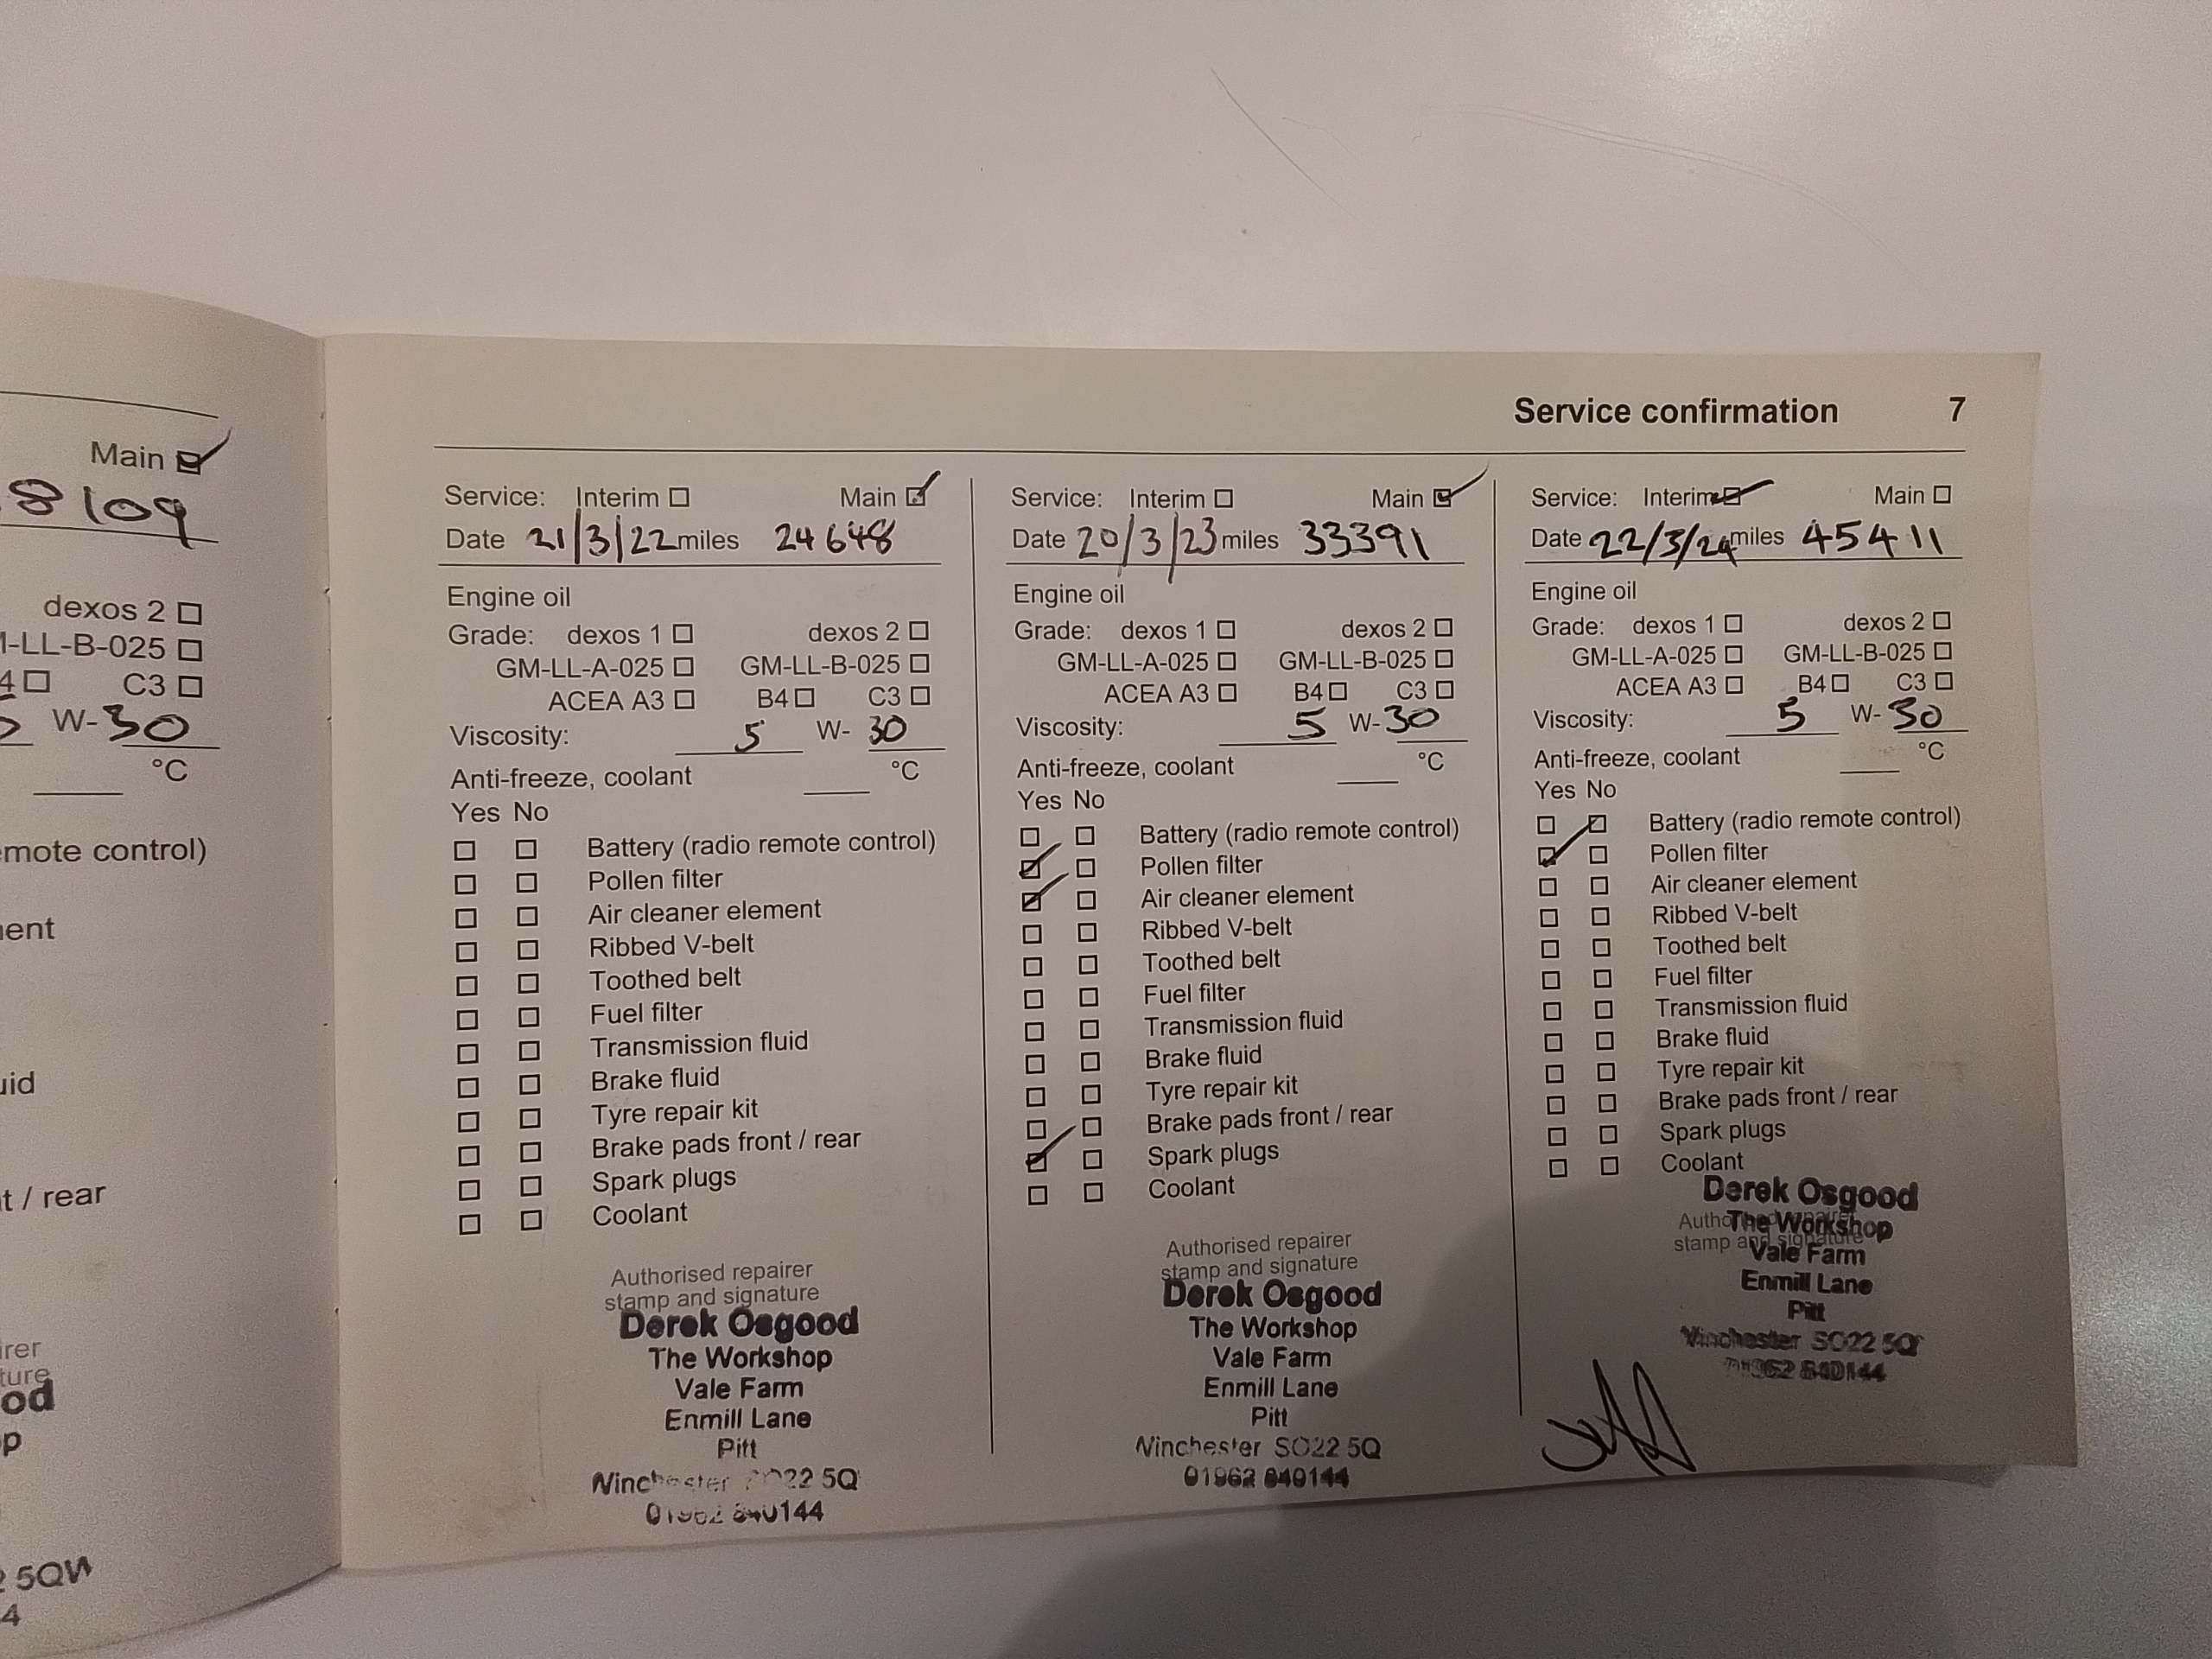 Main
8109
dexos 2
-LL-B-025
C3
W-30
°C
mote control)
ent
uid
t / rear
irer
ture
od
p
2 5QW
4
Service confirmation 7
Service: Interim Main
Date 21/3/22 miles 24648
Engine oil
Grade: dexos 1 dexos 2
GM-LL-A-025 GM-LL-B-025
ACEA A3 B4 C3
Viscosity: 5 W- 30
Anti-freeze, coolant °C
Yes No
Battery (radio remote control)
Pollen filter
Air cleaner element
Ribbed V-belt
Toothed belt
Fuel filter
Transmission fluid
Brake fluid
Tyre repair kit
Brake pads front / rear
Spark plugs
Coolant
Authorised repairer
stamp and signature
Derek Osgood
The Workshop
Vale Farm
Enmill Lane
Pitt
Winchester SO22 5Q
01962 840144
Service: Interim Main
Date 20/3/23 miles 33391
Engine oil
Grade: dexos 1 dexos 2
GM-LL-A-025 GM-LL-B-025
ACEA A3 B4 C3
Viscosity: 5 W-30
Anti-freeze, coolant °C
Yes No
Battery (radio remote control)
Pollen filter
Air cleaner element
Ribbed V-belt
Toothed belt
Fuel filter
Transmission fluid
Brake fluid
Tyre repair kit
Brake pads front / rear
Spark plugs
Coolant
Authorised repairer
stamp and signature
Derek Osgood
The Workshop
Vale Farm
Enmill Lane
Pitt
Winchester SO22 5Q
01962 840144
Service: Interim Main
Date 22/3/24 miles 45411
Engine oil
Grade: dexos 1 dexos 2
GM-LL-A-025 GM-LL-B-025
ACEA A3 B4 C3
Viscosity: 5 W-30
Anti-freeze, coolant °C
Yes No
Battery (radio remote control)
Pollen filter
Air cleaner element
Ribbed V-belt
Toothed belt
Fuel filter
Transmission fluid
Brake fluid
Tyre repair kit
Brake pads front / rear
Spark plugs
Coolant
Authorised repairer
stamp and signature
Derek Osgood
The Workshop
Vale Farm
Enmill Lane
Pitt
Winchester SO22 5Q
01962 840144